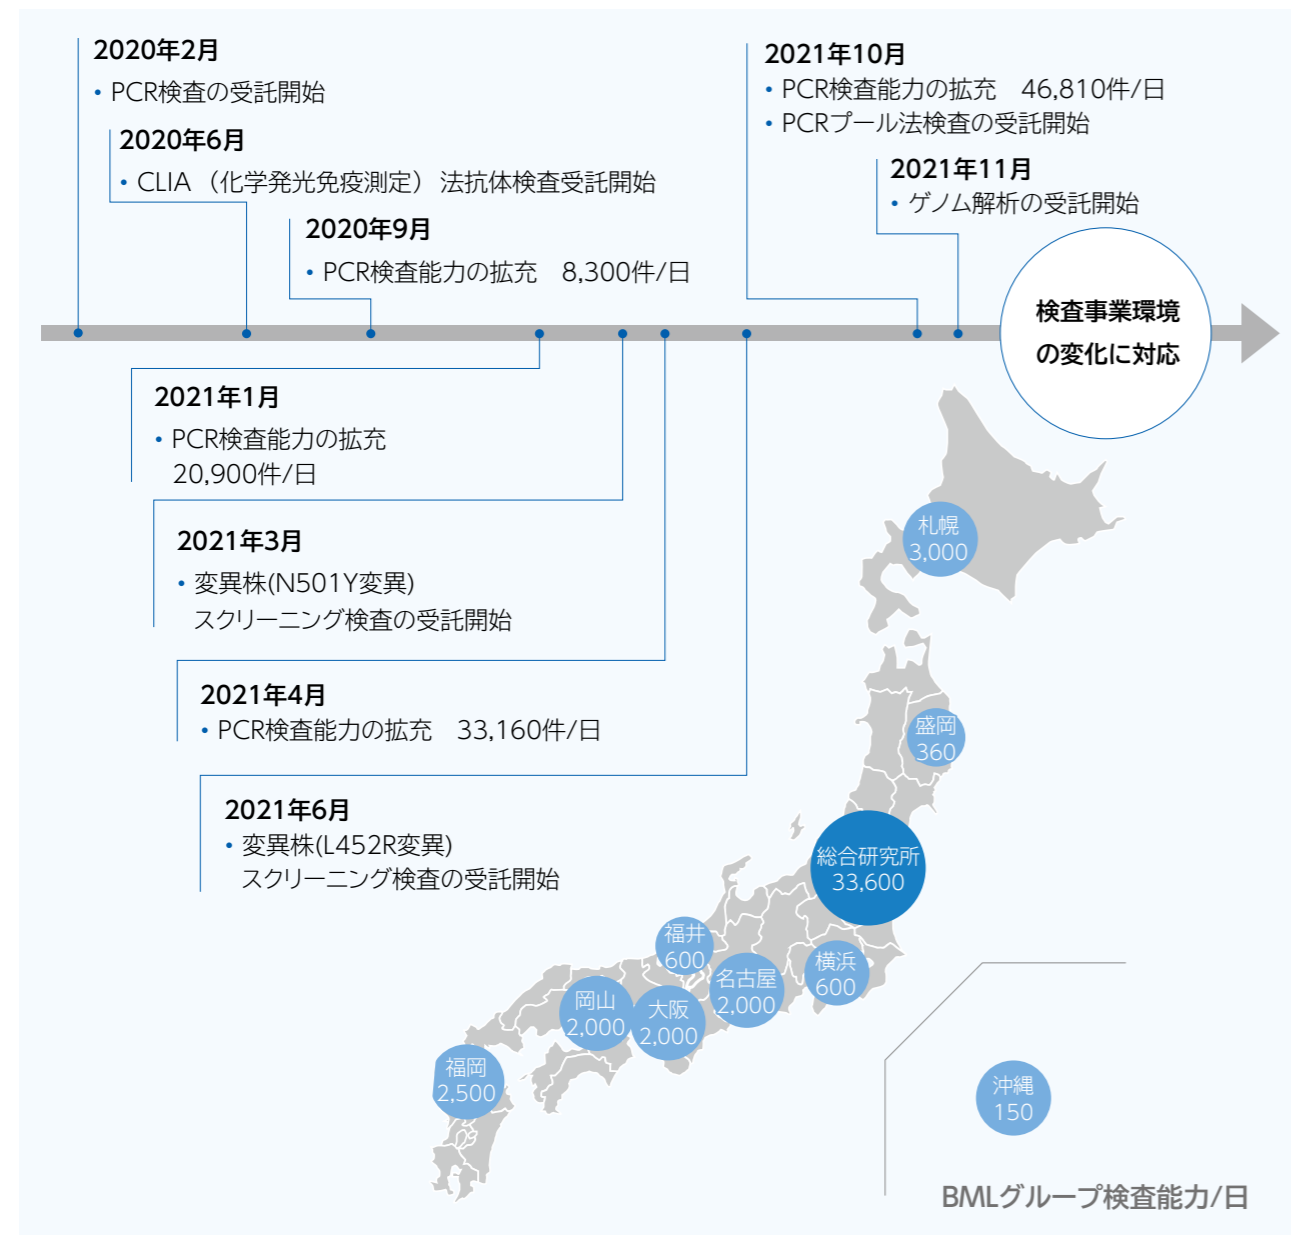 2020年2月
• PCR検査の受託開始
2020年6月
• CLIA （化学発光免疫測定） 法抗体検査受託開始
2020年9月
• PCR検査能力の拡充　8,300件/日
2021年10月
• PCR検査能力の拡充　46,810件/日
• PCRプール法検査の受託開始
2021年11月
• ゲノム解析の受託開始
検査事業環境
の変化に対応
2021年1月
• PCR検査能力の拡充
20,900件/日
2021年3月
• 変異株(N501Y変異)
スクリーニング検査の受託開始
2021年4月
• PCR検査能力の拡充　33,160件/日
2021年6月
• 変異株(L452R変異)
スクリーニング検査の受託開始
札幌
3,000
盛岡
360
総合研究所
33,600
福井
600
横浜
600
名古屋
2,000
岡山
2,000
大阪
2,000
福岡
2,500
沖縄
150
BMLグループ検査能力/日